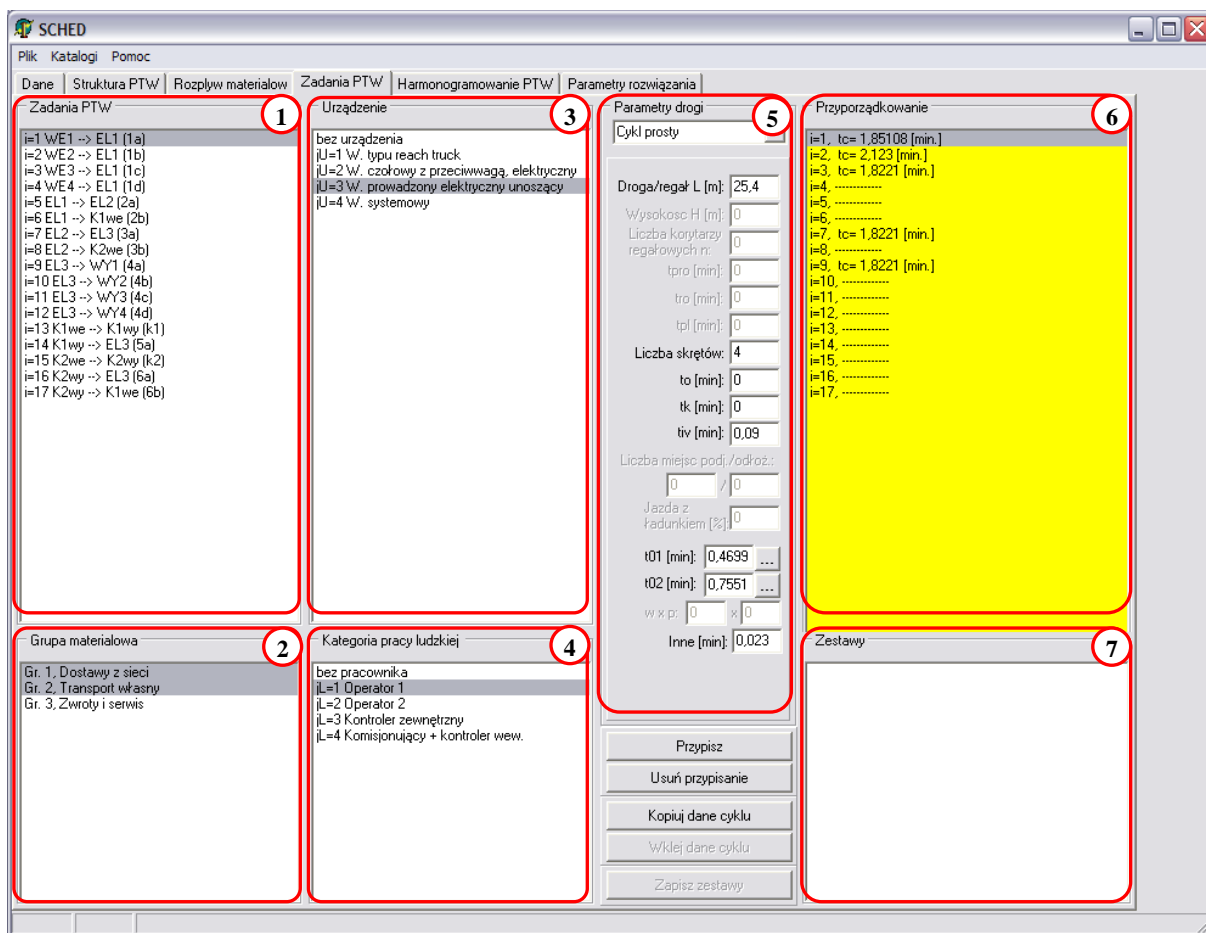 SCHED
Plik Katalogi Pomoc
Dane Struktura PTW Rozpływ materialow Zadania PTW Harmonogramowanie PTW Parametry rozwiązania
Zadania PTW
1
i=1 WE1 --> EL1 (1a)
i=2 WE2 --> EL1 (1b)
i=3 WE3 --> EL1 (1c)
i=4 WE4 --> EL1 (1d)
i=5 EL1 --> EL2 (2a)
i=6 EL1 --> K1we (2b)
i=7 EL2 --> EL3 (3a)
i=8 EL2 --> K2we (3b)
i=9 EL3 --> WY1 (4a)
i=10 EL3 --> WY2 (4b)
i=11 EL3 --> WY3 (4c)
i=12 EL3 --> WY4 (4d)
i=13 K1we --> K1wy (k1)
i=14 K1wy --> EL3 (5a)
i=15 K2we --> K2wy (k2)
i=16 K2wy --> EL3 (6a)
i=17 K2wy --> K1we (6b)
Grupa materialowa
2
Gr. 1, Dostawy z sieci
Gr. 2, Transport własny
Gr. 3, Zwroty i serwis
Urządzenie
3
bez urządzenia
jU=1 W. typu reach truck
jU=2 W. czołowy z przeciwwagą, elektryczny
jU=3 W. prowadzony elektryczny unoszący
jU=4 W. systemowy
Kategoria pracy ludzkiej
4
bez pracownika
jL=1 Operator 1
jL=2 Operator 2
jL=3 Kontroler zewnętrzny
jL=4 Komisjonujący + kontroler wew.
Parametry drogi
5
Cykl prosty
Droga/regał L [m]: 25,4
Wysokosc H [m]: 0
Liczba korytarzy
regałowych n: 0
tpro [min]: 0
tro [min]: 0
tpl [min]: 0
Liczba skrętów: 4
to [min]: 0
tk [min]: 0
tiv [min]: 0,09
Liczba miejsc podj./odłoż.:
0 / 0
Jazda z
ładunkiem [%]: 0
t01 [min]: 0,4699 ...
t02 [min]: 0,7551 ...
w x p: 0 x 0
Inne [min]: 0,023
Przypisz
Usuń przypisanie
Kopiuj dane cyklu
Wklej dane cyklu
Zapisz zestawy
Przyporządkowanie
6
i=1, tc= 1,85108 [min.]
i=2, tc= 2,123 [min.]
i=3, tc= 1,8221 [min.]
i=4, -------------
i=5, -------------
i=6, -------------
i=7, tc= 1,8221 [min.]
i=8, -------------
i=9, tc= 1,8221 [min.]
i=10, -------------
i=11, -------------
i=12, -------------
i=13, -------------
i=14, -------------
i=15, -------------
i=16, -------------
i=17, -------------
Zestawy
7